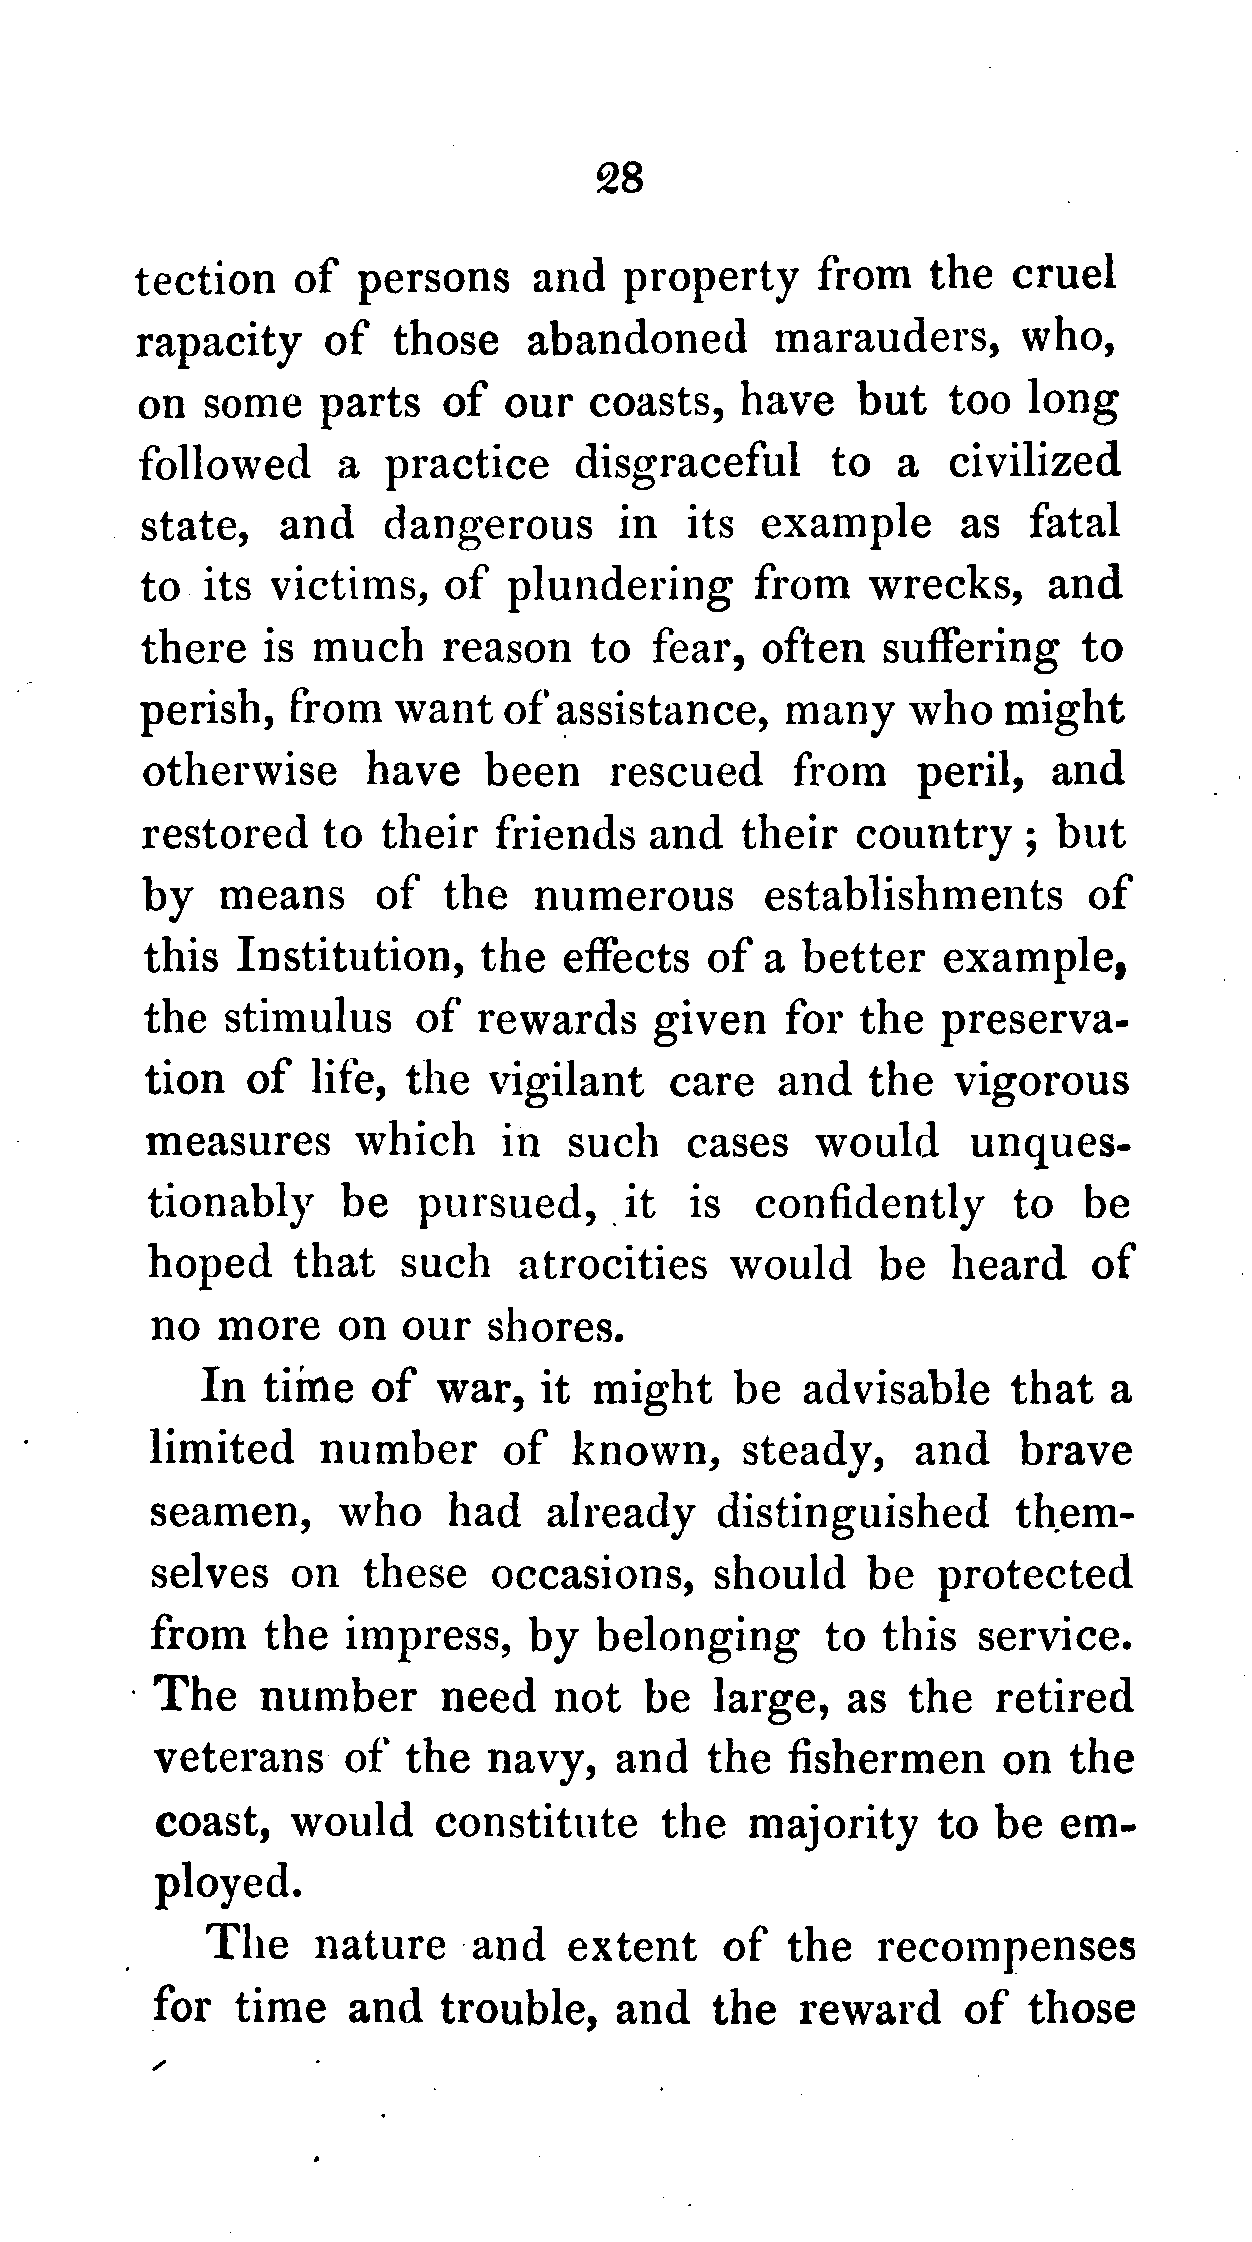 28
tection of persons and property from the cruel
rapacity of those abandoned marauders, who,
on some parts of our coasts, have but too long
followed a practice disgraceful to a civilized
state, and dangerous in its example as fatal
to its victims, of plundering from wrecks, and
there is much reason to fear, often suffering to
perish, from want of assistance, many who might
otherwise have been rescued from peril, and
restored to their friends and their country ; but
by means of the numerous establishments of
this Institution, the effects of a better example,
the stimulus of rewards given for the preserva-
tion of life, the vigilant care and the vigorous
measures which in such cases would unques-
tionably be pursued, it is confidently to be
hoped that such atrocities would be heard of
no more on our shores.
In time of war, it might be advisable that a
limited number of known, steady, and brave
seamen, who had already distinguished them-
selves on these occasions, should be protected
from the impress, by belonging to this service.
The number need not be large, as the retired
veterans of the navy, and the fishermen on the
coast, would constitute the majority to be em-
ployed.
The nature and extent of the recompenses
for time and trouble, and the reward of those